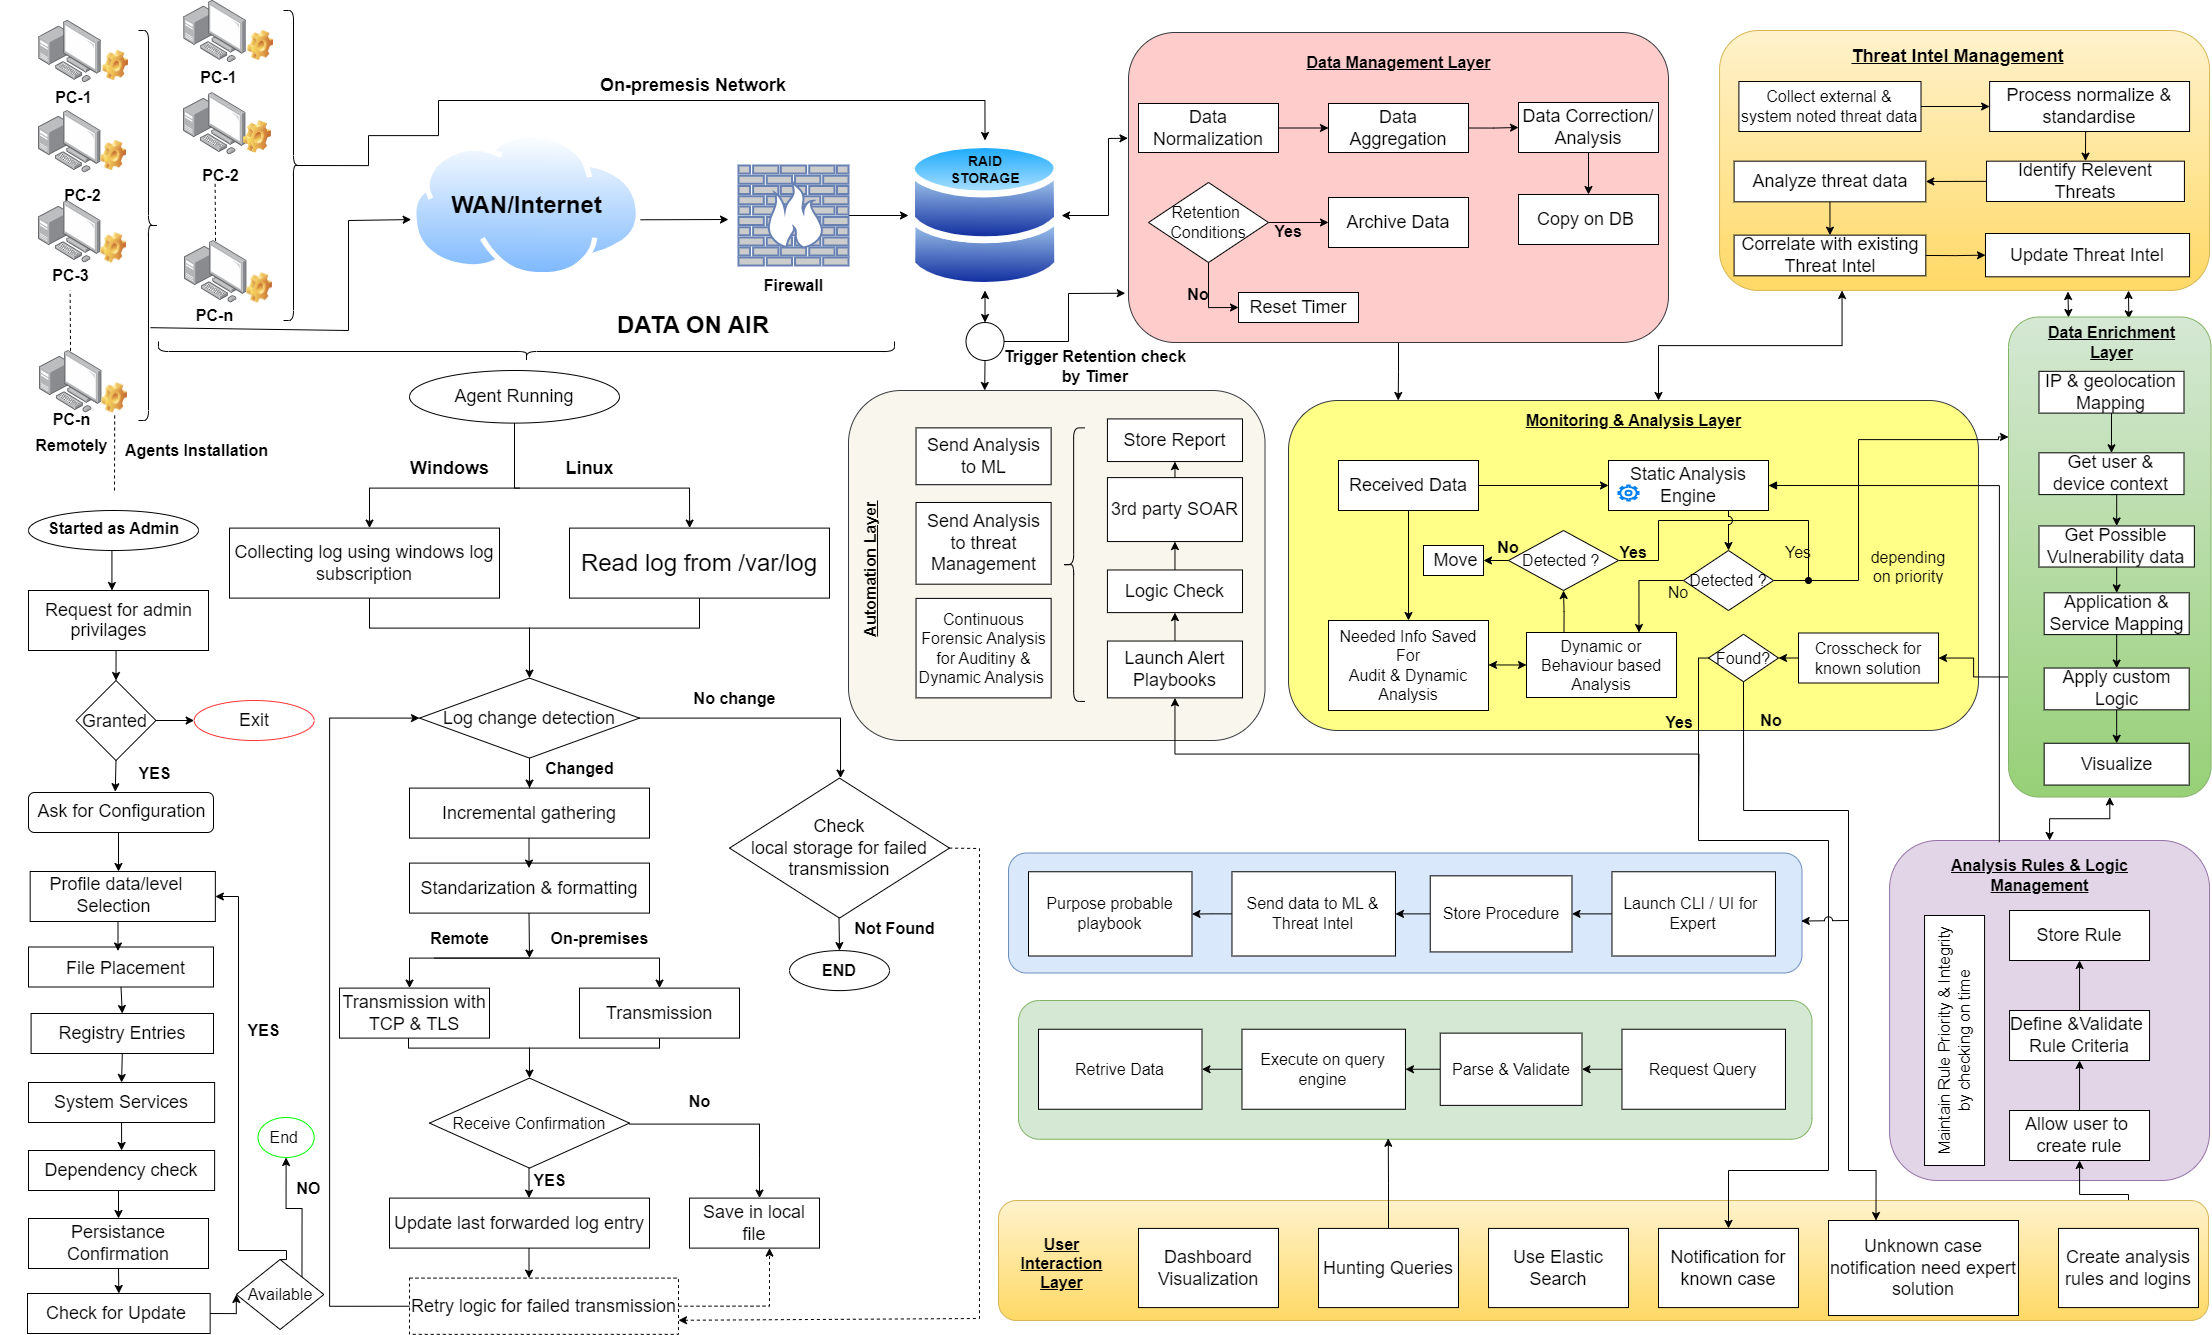 PC-1
PC-2
PC-3
PC-n
Remotely
Agents Installation
PC-1
PC-2
PC-n
On-premesis Network
WAN/Internet
Firewall
RAID
STORAGE
DATA ON AIR
Trigger Retention check
by Timer
Started as Admin
Request for admin
privilages
Granted
Exit
YES
Ask for Configuration
Profile data/level
Selection
File Placement
Registry Entries
System Services
Dependency check
Persistance
Confirmation
Check for Update
Available
YES
NO
End
Agent Running
Windows
Linux
Collecting log using windows log
subscription
Read log from /var/log
Log change detection
No change
Changed
Incremental gathering
Standarization & formatting
Remote
On-premises
Transmission with
TCP & TLS
Transmission
Receive Confirmation
No
YES
Update last forwarded log entry
Save in local
file
Retry logic for failed transmission
Check
local storage for failed
transmission
Not Found
END
Data Management Layer
Data
Normalization
Data
Aggregation
Data Correction/
Analysis
Copy on DB
Retention
Conditions
Yes
Archive Data
No
Reset Timer
Threat Intel Management
Collect external &
system noted threat data
Process normalize &
standardise
Identify Relevent
Threats
Analyze threat data
Correlate with existing
Threat Intel
Update Threat Intel
Automation Layer
Send Analysis
to ML
Send Analysis
to threat
Management
Continuous
Forensic Analysis
for Auditiny &
Dynamic Analysis
Store Report
3rd party SOAR
Logic Check
Launch Alert
Playbooks
Monitoring & Analysis Layer
Received Data
Static Analysis
Engine
Move
No
Detected ?
Yes
Detected ?
Yes
No
depending
on priority
Needed Info Saved
For
Audit & Dynamic
Analysis
Dynamic or
Behaviour based
Analysis
Found?
Crosscheck for
known solution
Yes
No
Data Enrichment
Layer
IP & geolocation
Mapping
Get user &
device context
Get Possible
Vulnerability data
Application &
Service Mapping
Apply custom
Logic
Visualize
Analysis Rules & Logic
Management
Maintain Rule Priority & Integrity
by checking on time
Store Rule
Define &Validate
Rule Criteria
Allow user to
create rule
Purpose probable
playbook
Send data to ML &
Threat Intel
Store Procedure
Launch CLI / UI for
Expert
Retrive Data
Execute on query
engine
Parse & Validate
Request Query
User
Interaction
Layer
Dashboard
Visualization
Hunting Queries
Use Elastic
Search
Notification for
known case
Unknown case
notification need expert
solution
Create analysis
rules and logins